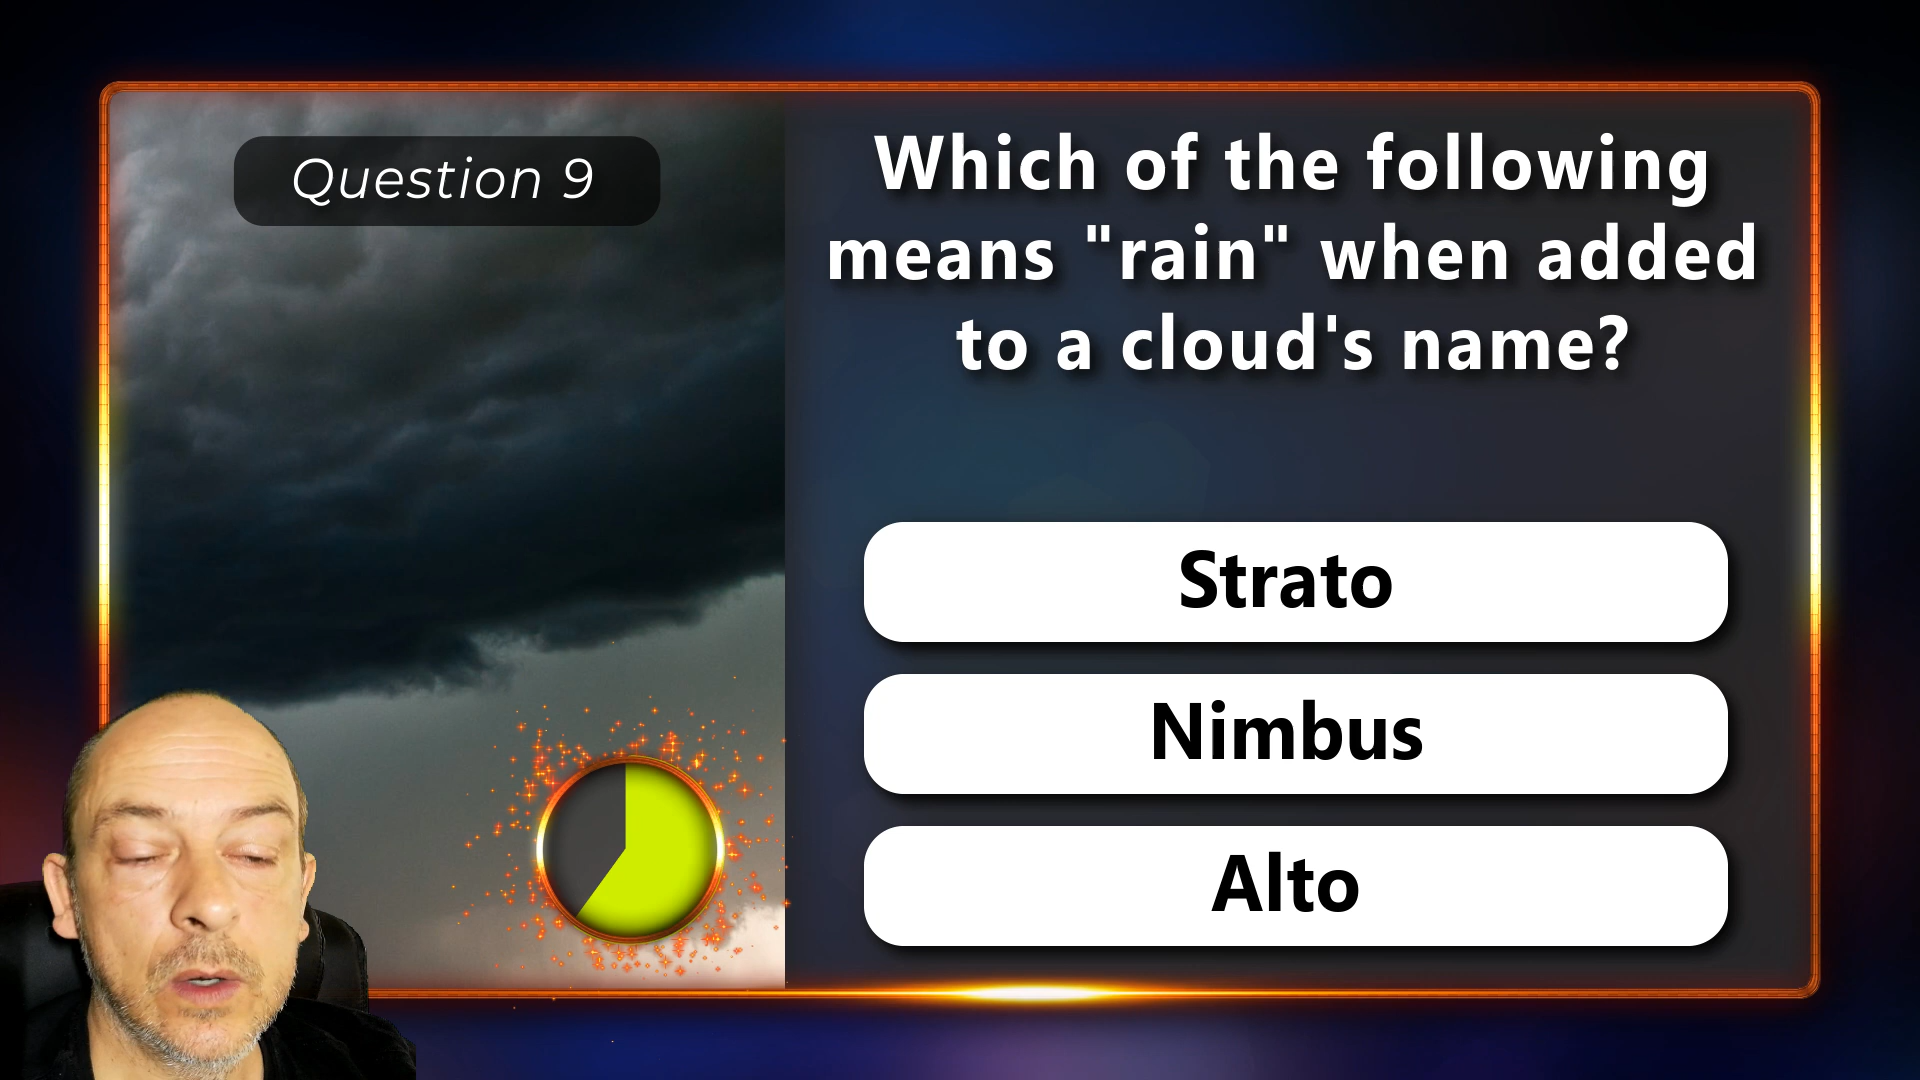 Question 9
Which of the following
means "rain" when added
to a cloud's name?
Strato
Nimbus
Alto